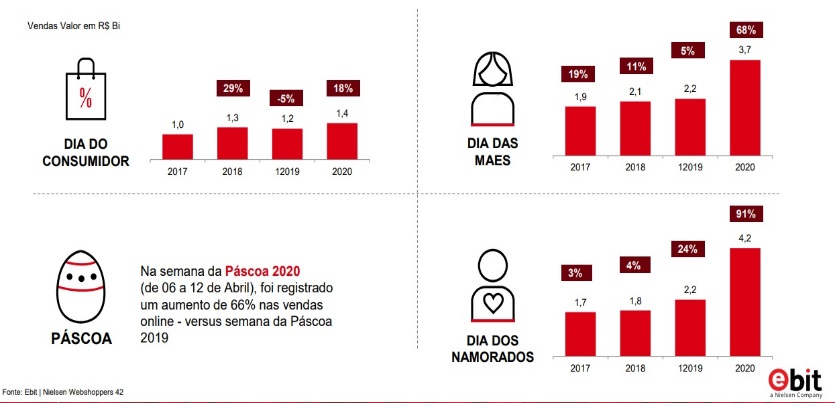 Vendas Valor em R$ Bi
%
DIA DO
CONSUMIDOR
29%
-5%
18%
1,0
1,3
1,2
1,4
2017
2018
12019
2020
DIA DAS
MAES
19%
11%
5%
68%
1,9
2,1
2,2
3,7
2017
2018
12019
2020
PÁSCOA
Na semana da Páscoa 2020
(de 06 a 12 de Abril), foi registrado
um aumento de 66% nas vendas
online - versus semana da Páscoa
2019
DIA DOS
NAMORADOS
3%
4%
24%
91%
1,7
1,8
2,2
4,2
2017
2018
12019
2020
Fonte: Ebit | Nielsen Webshoppers 42
ebit
a Nielsen Company